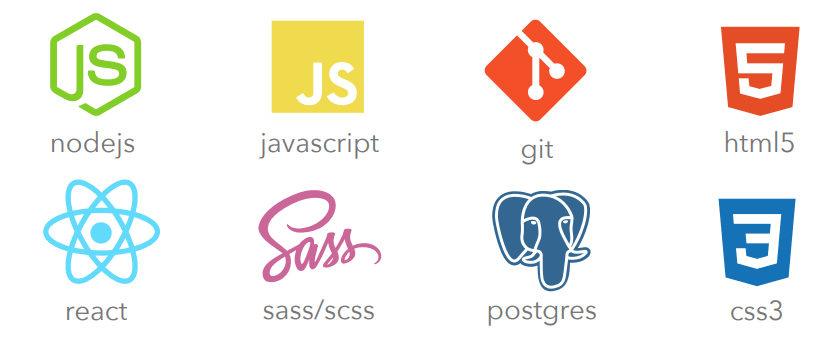 JS
JS
5
nodejs
javascript
git
html5
Sass
3
react
sass/scss
postgres
css3